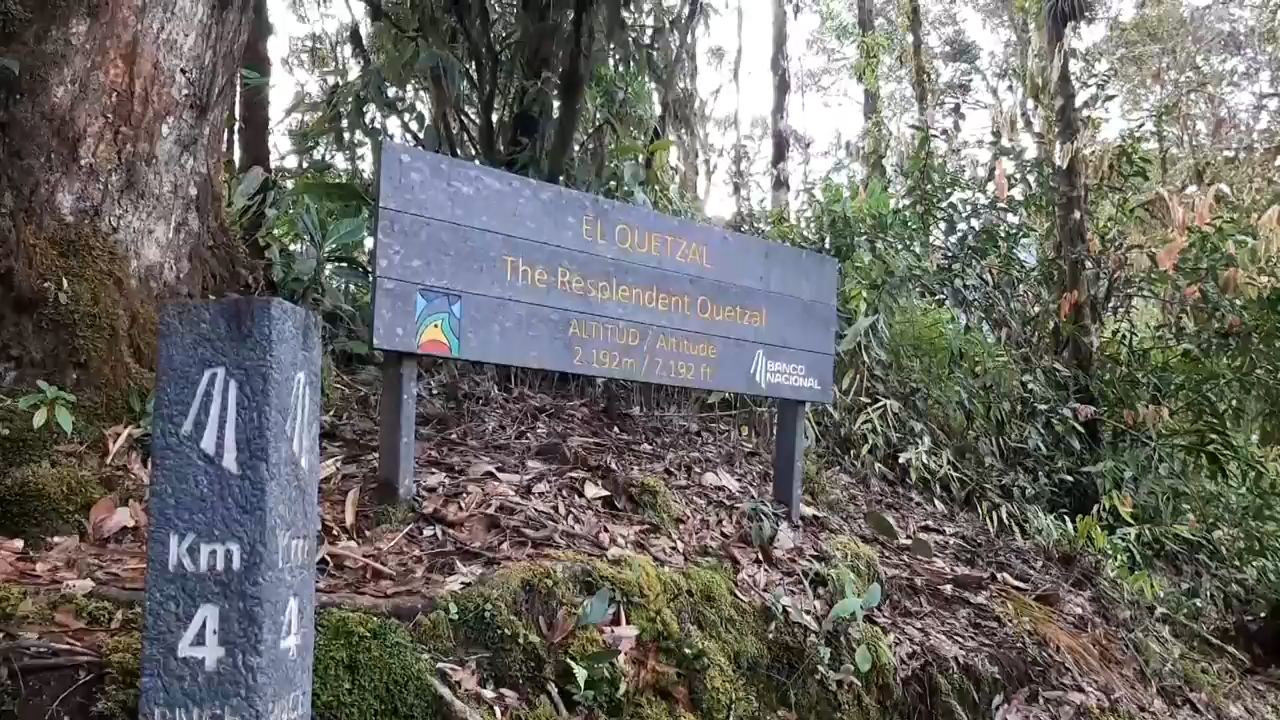 EL QUETZAL
The Resplendent Quetzal
ALTITUD / Altitude
2.192m / 7.192 ft
BANCO
NACIONAL
Km
4
Km
4